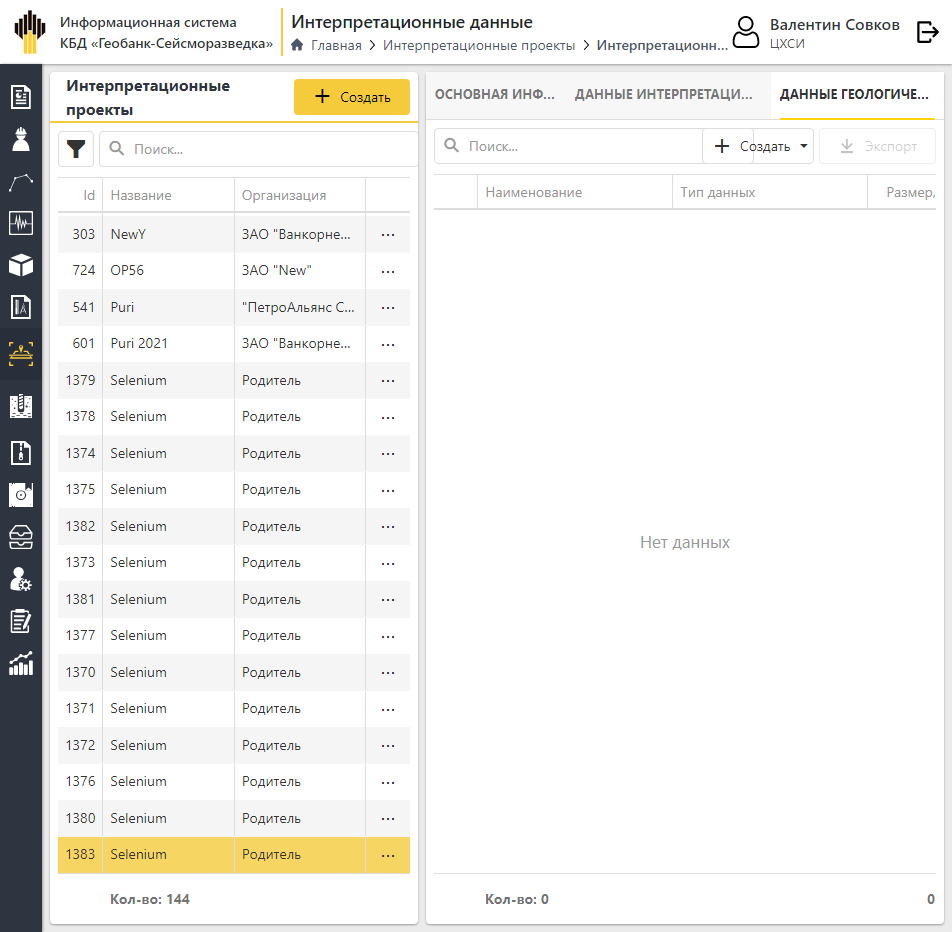 Информационная система
КБД «Геобанк-Сейсморазведка»
Интерпретационные данные
Главная > Интерпретационные проекты > Интерпретационн...
Валентин Совков
ЦХСИ
Интерпретационные проекты
Создать
Поиск...
Id Название Организация
303 NewY ЗАО "Ванкорне... ...
724 OP56 ЗАО "New" ...
541 Puri "ПетроАльянс С... ...
601 Puri 2021 ЗАО "Ванкорне... ...
1379 Selenium Родитель ...
1378 Selenium Родитель ...
1374 Selenium Родитель ...
1375 Selenium Родитель ...
1382 Selenium Родитель ...
1373 Selenium Родитель ...
1381 Selenium Родитель ...
1377 Selenium Родитель ...
1370 Selenium Родитель ...
1371 Selenium Родитель ...
1372 Selenium Родитель ...
1376 Selenium Родитель ...
1380 Selenium Родитель ...
1383 Selenium Родитель ...
Кол-во: 144
ОСНОВНАЯ ИНФ... ДАННЫЕ ИНТЕРПРЕТАЦИ... ДАННЫЕ ГЕОЛОГИЧЕ...
Поиск... Создать Экспорт
Наименование Тип данных Размер,
Нет данных
Кол-во: 0 0